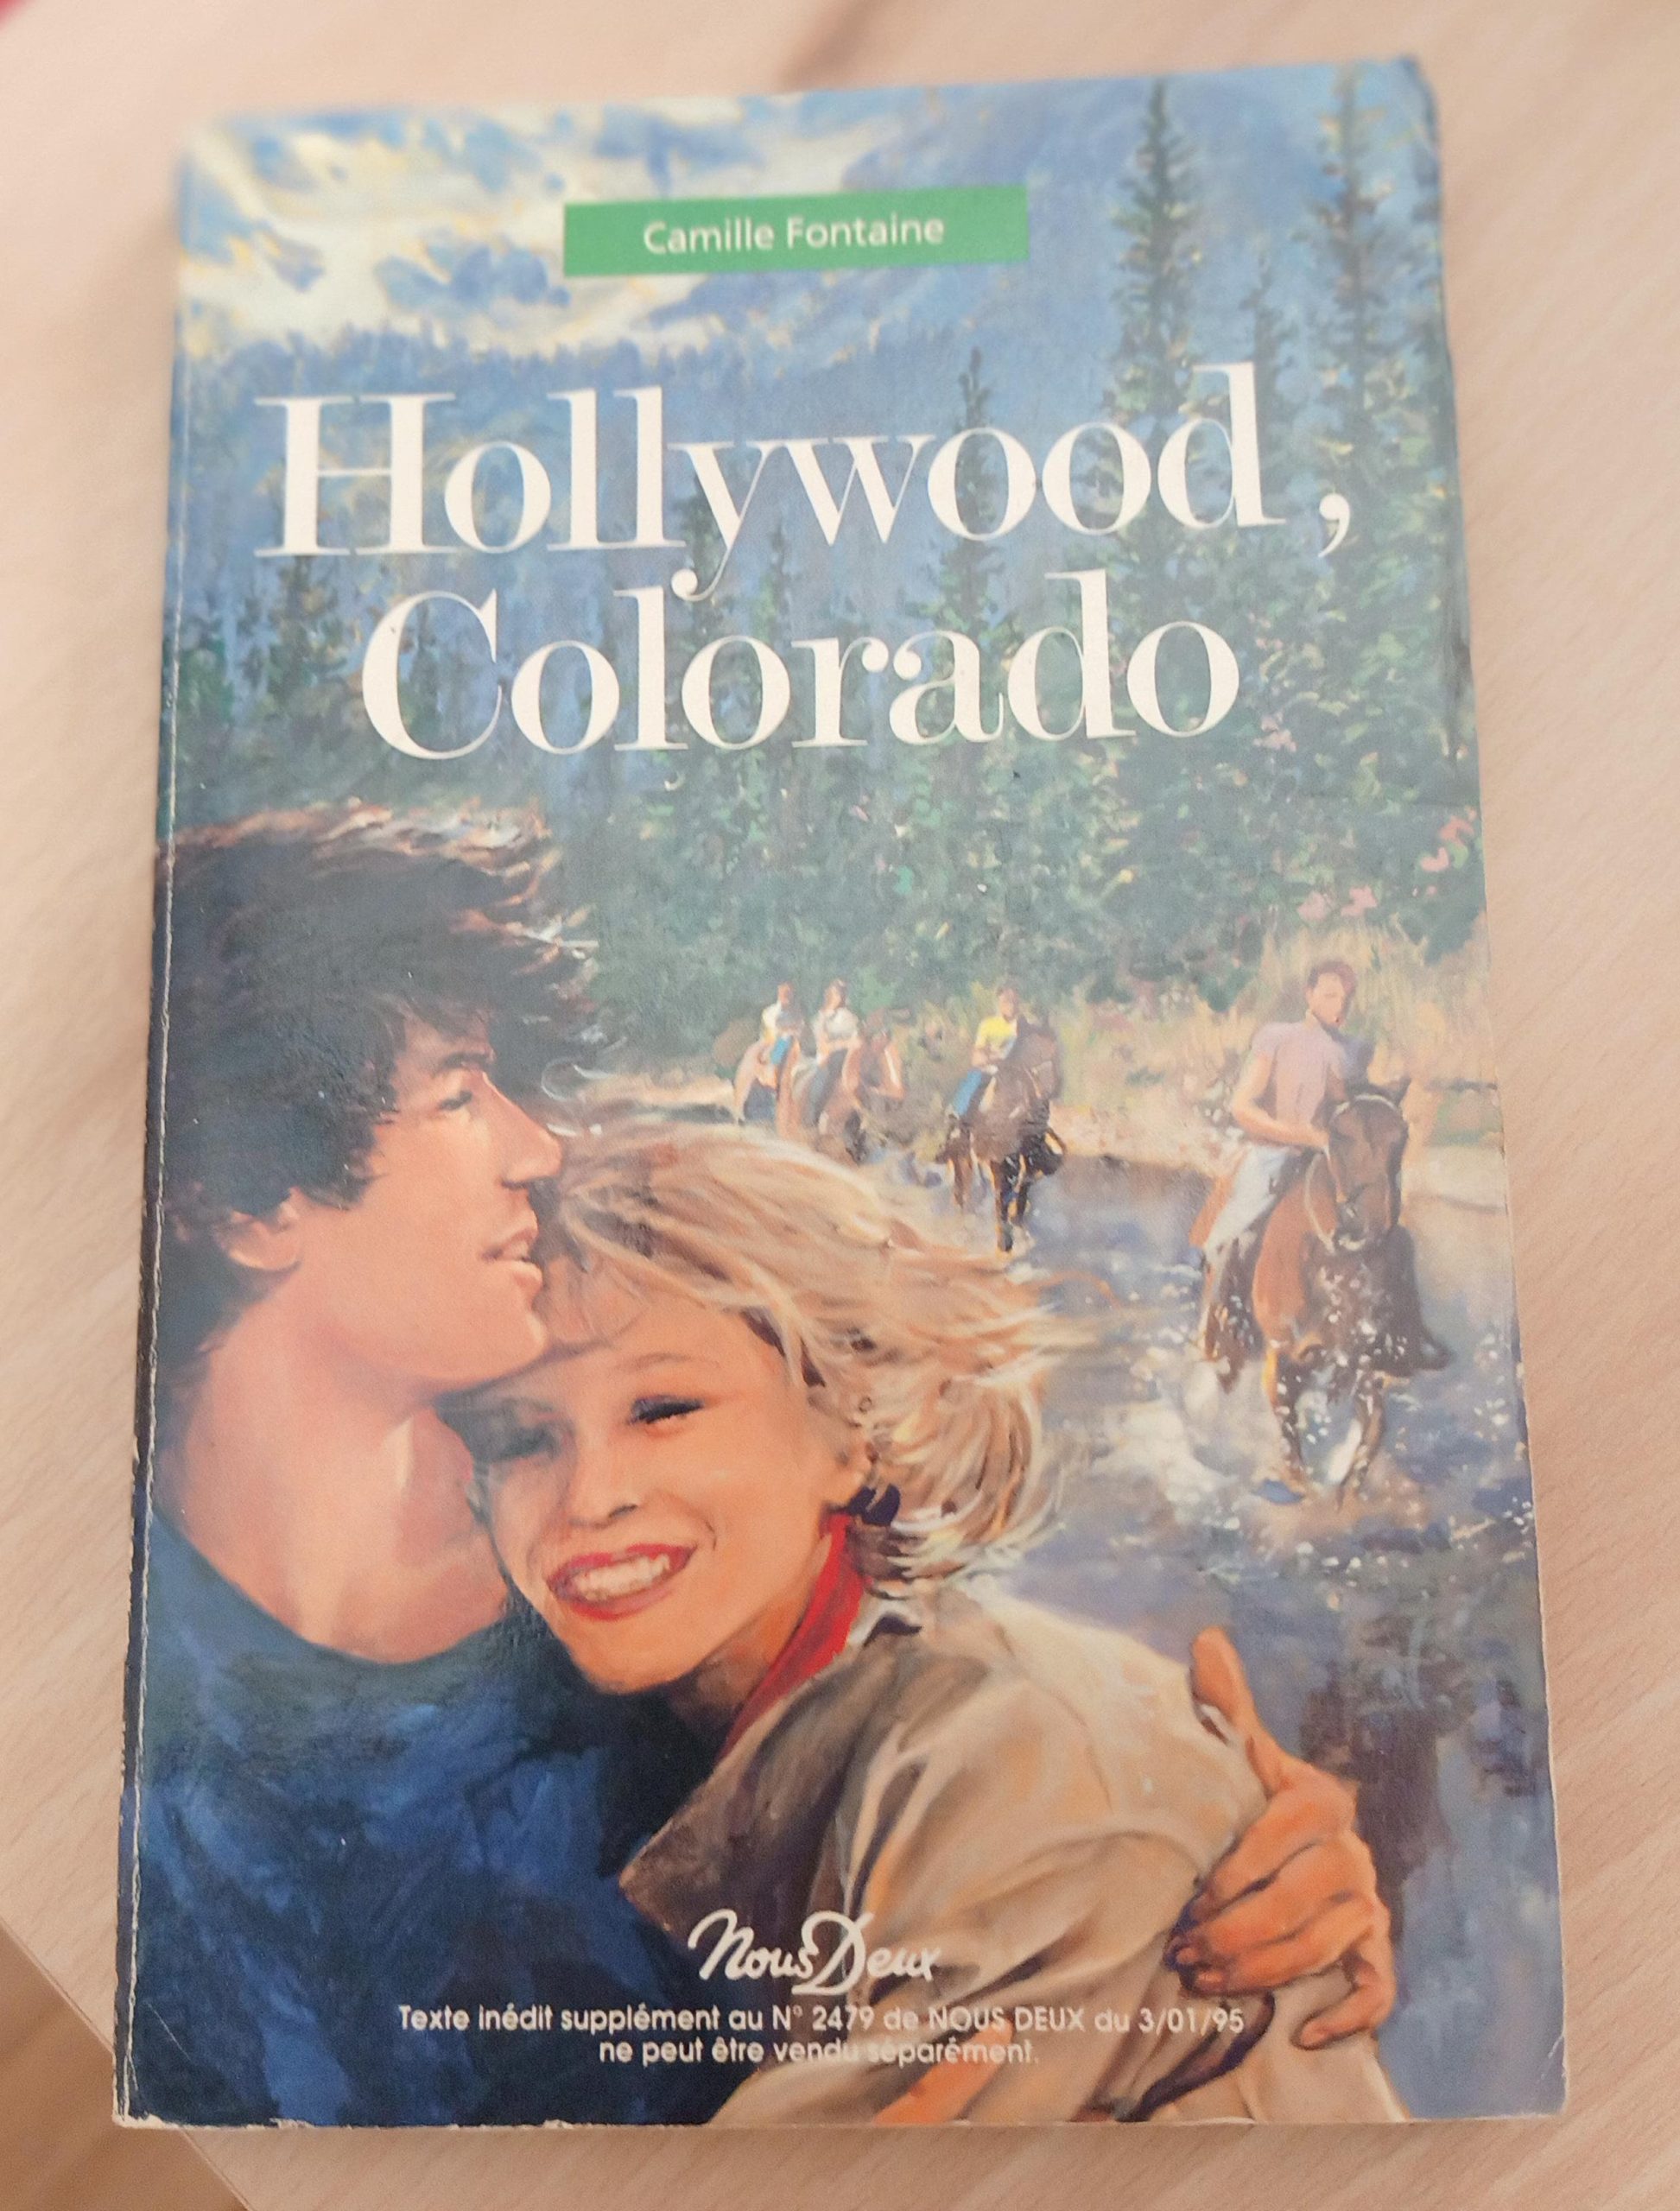 Camille Fontaine
Hollywood,
Colorado
Nous Deux
Texte inédit supplément au N° 2479 de NOUS DEUX du 3/01/95
ne peut être vendu séparément.